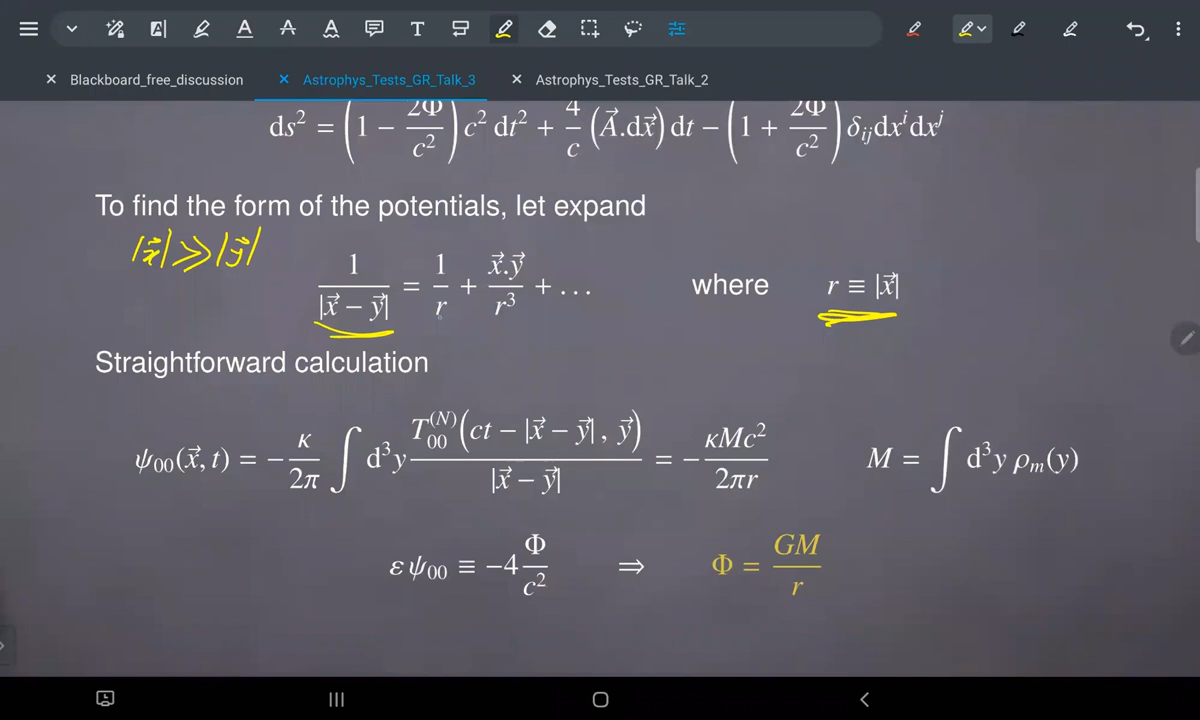 Blackboard_free_discussion Astrophys_Tests_GR_Talk_3 Astrophys_Tests_GR_Talk_2
ds² = (1 − 2Φ/c²) c² dt² + 4/c (A⃗.dx⃗) dt − (1 + 2Φ/c²) δ_ij dx^i dx^j
To find the form of the potentials, let expand
|x⃗| ≫ |y⃗|
1/|x⃗ − y⃗| = 1/r + x⃗.y⃗/r³ + … where r ≡ |x⃗|
Straightforward calculation
ψ₀₀(x⃗, t) = −κ/2π ∫ d³y T₀₀^(N)(ct − |x⃗ − y⃗|, y⃗)/|x⃗ − y⃗| = −κMc²/2πr M = ∫ d³y ρ_m(y)
ε ψ₀₀ ≡ −4 Φ/c² ⇒ Φ = GM/r